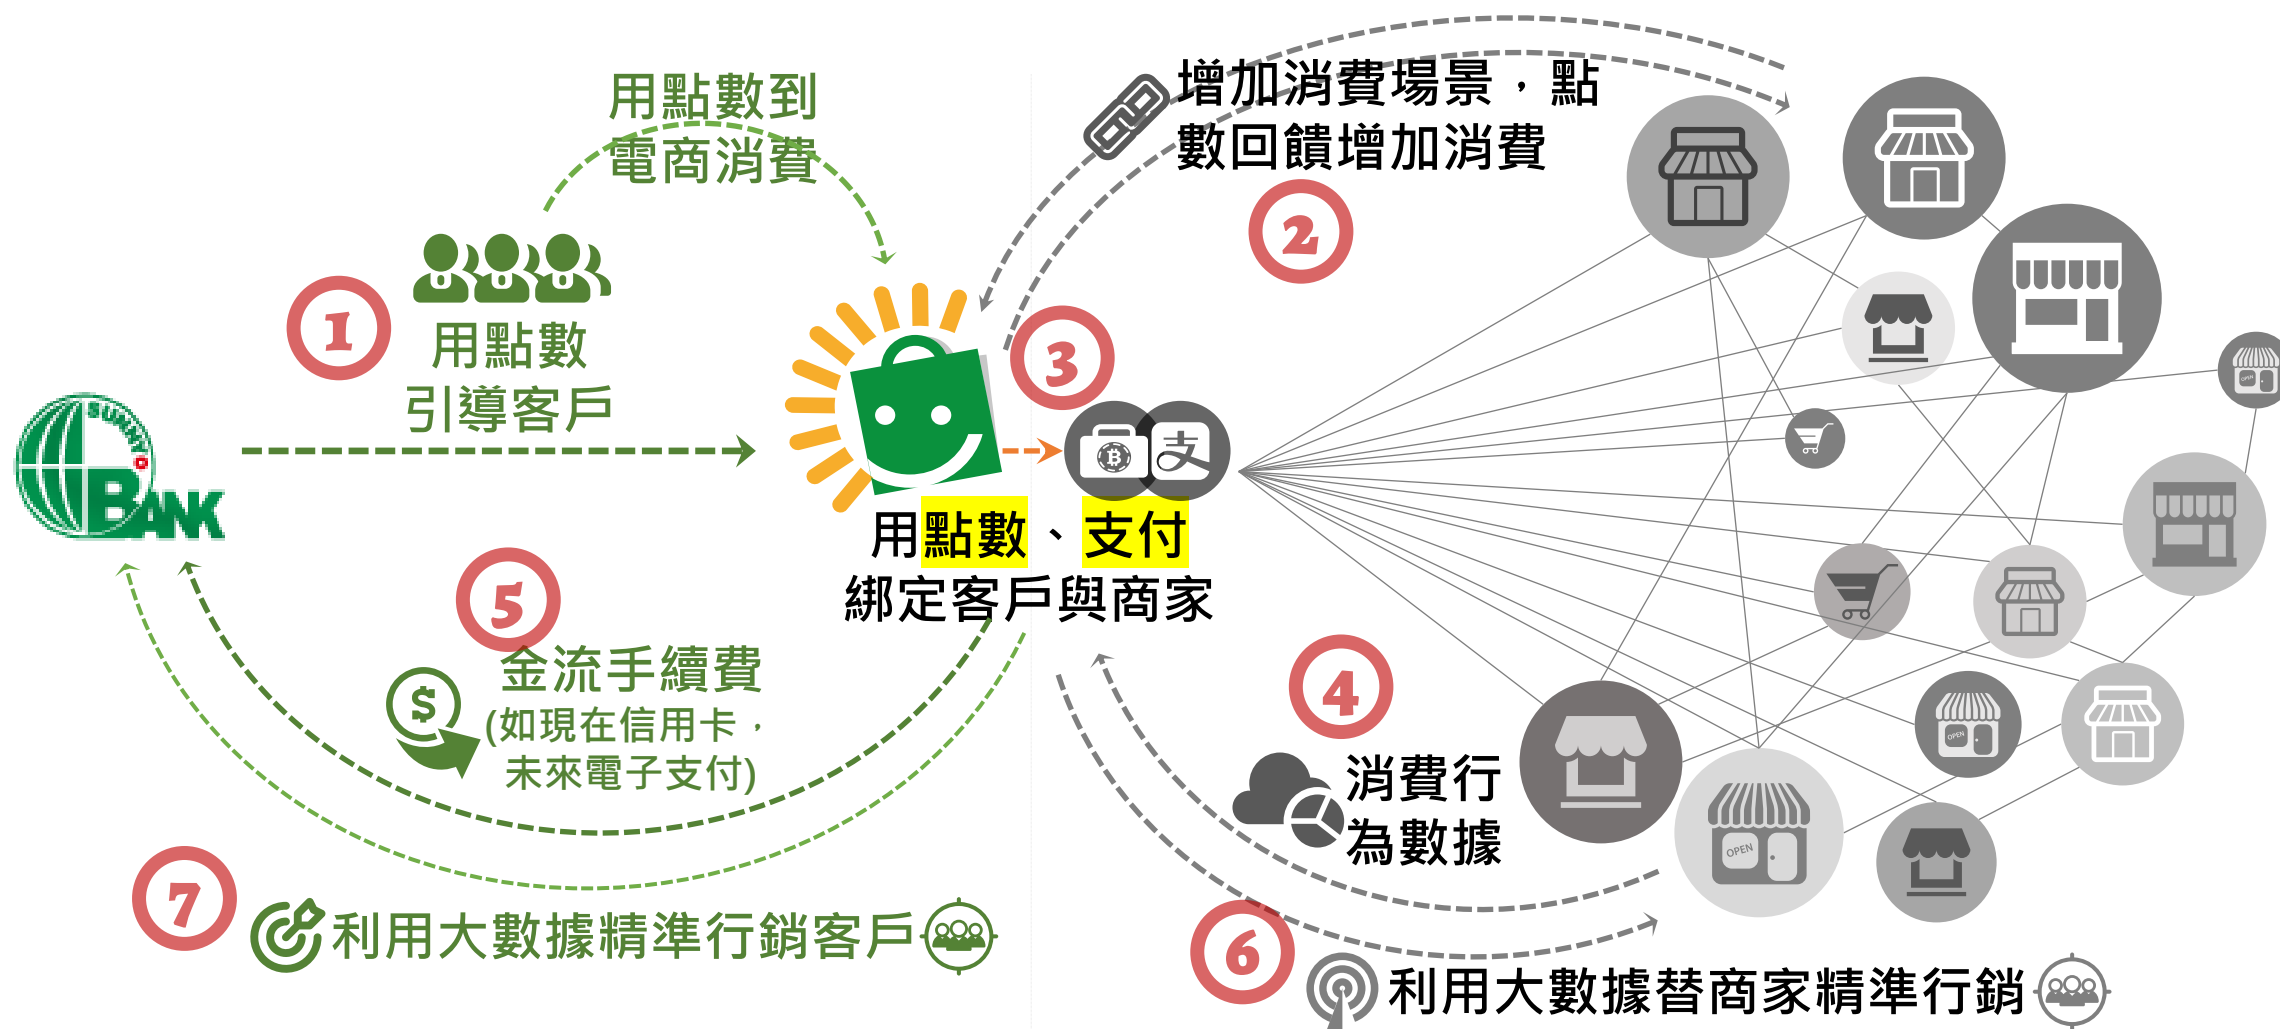 用點數到
電商消費
增加消費場景，點
數回饋增加消費
2
1
用點數
引導客戶
3
SUNNY
BANK
支
用點數、支付
綁定客戶與商家
5
金流手續費
(如現在信用卡，
未來電子支付)
4
消費行
為數據
OPEN
OPEN
OPEN
7
利用大數據精準行銷客戶
6
利用大數據替商家精準行銷